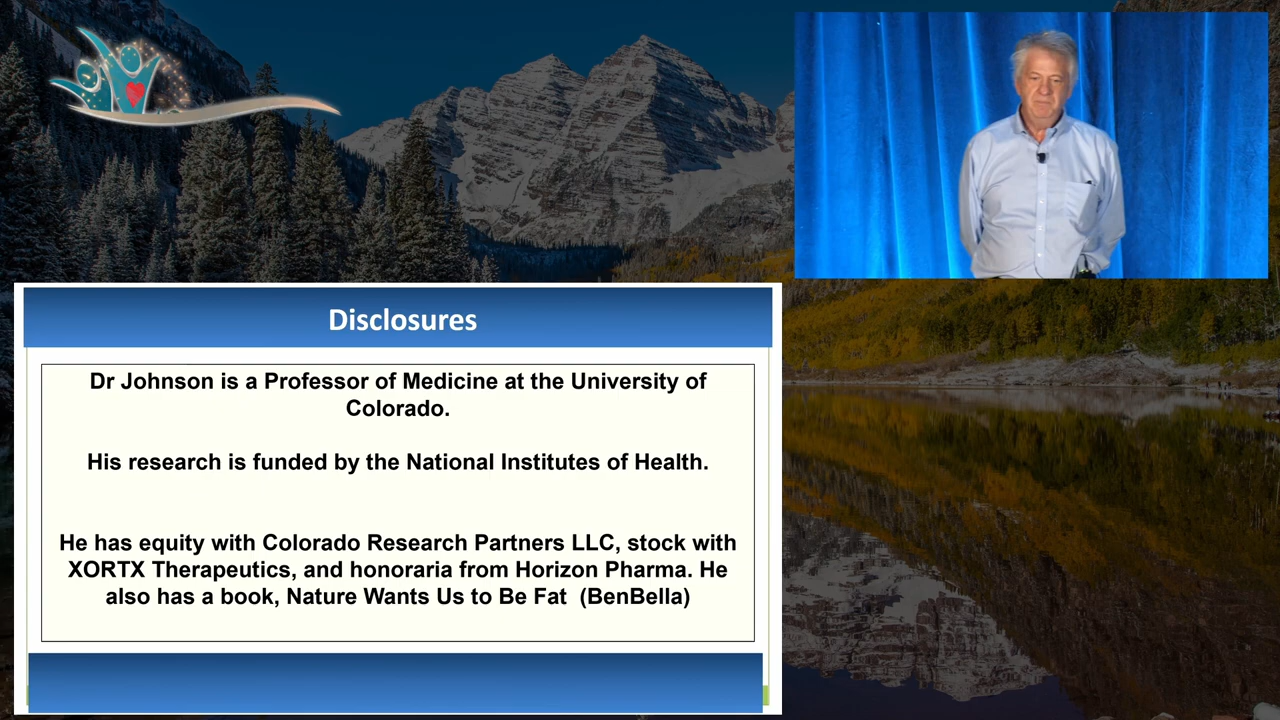 Disclosures
Dr Johnson is a Professor of Medicine at the University of
Colorado.
His research is funded by the National Institutes of Health.
He has equity with Colorado Research Partners LLC, stock with
XORTX Therapeutics, and honoraria from Horizon Pharma. He
also has a book, Nature Wants Us to Be Fat  (BenBella)